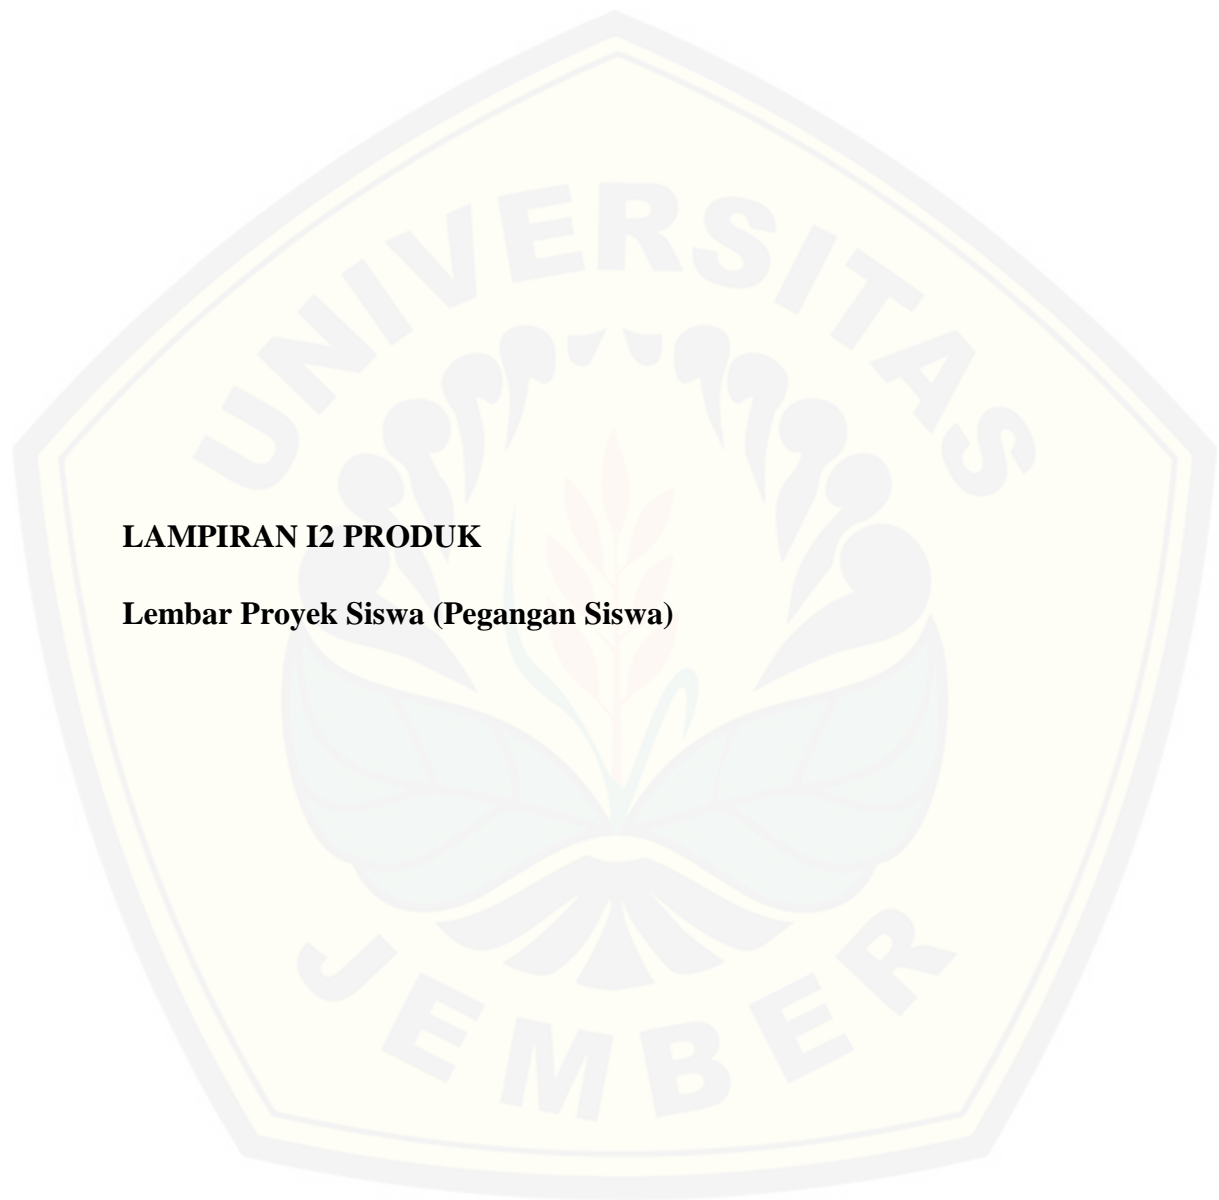 UNIVERSITAS
LAMPIRAN I2 PRODUK
Lembar Proyek Siswa (Pegangan Siswa)
JEMBER